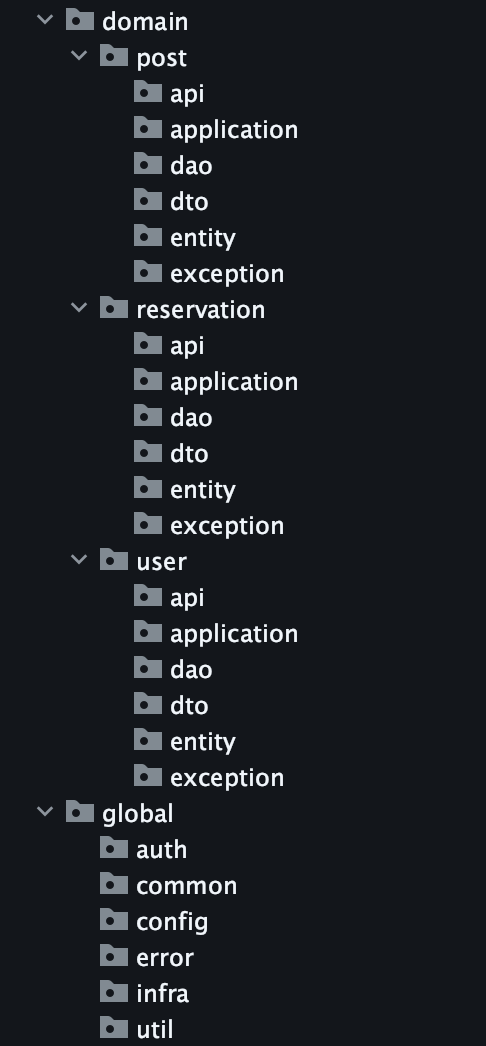 domain
post
api
application
dao
dto
entity
exception
reservation
api
application
dao
dto
entity
exception
user
api
application
dao
dto
entity
exception
global
auth
common
config
error
infra
util